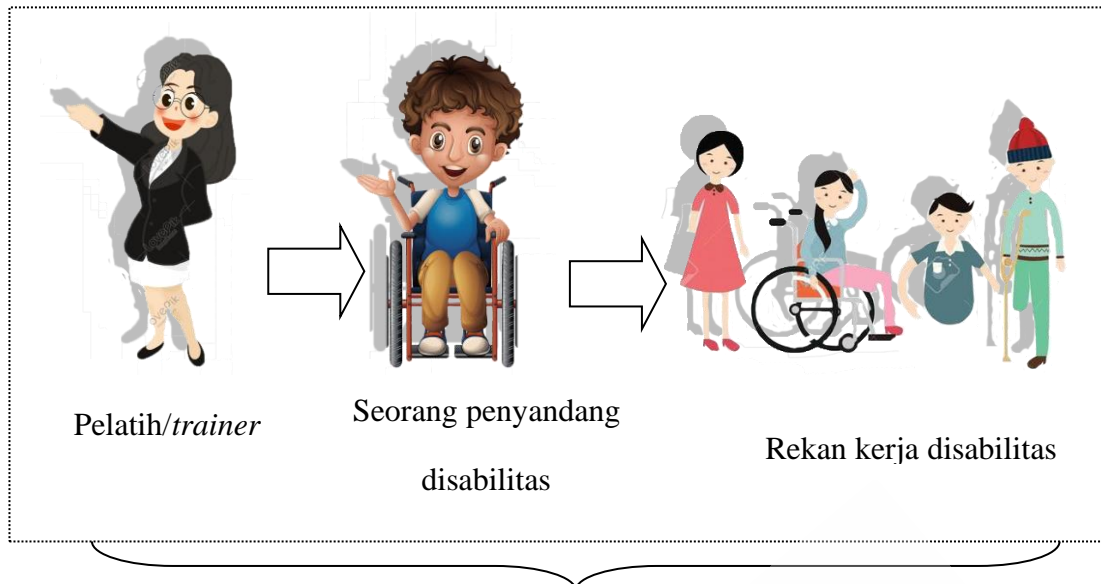 Pelatih/trainer
Seorang penyandang
disabilitas
Rekan kerja disabilitas